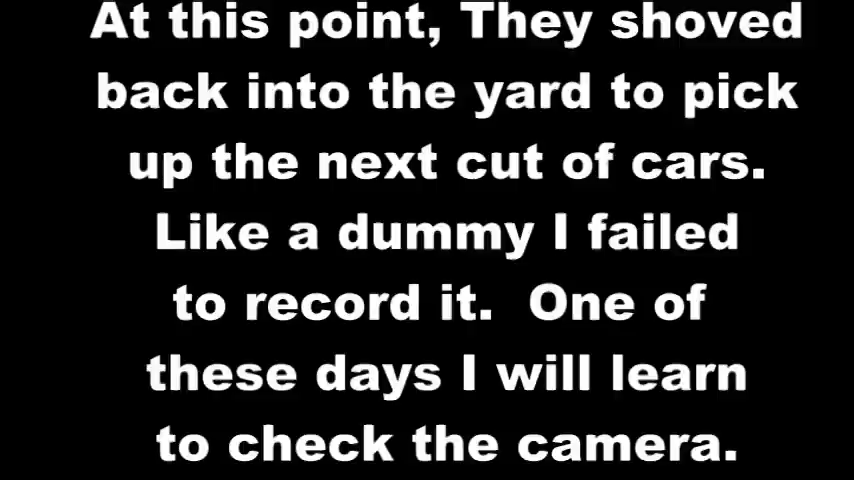 At this point, They shoved
back into the yard to pick
up the next cut of cars.
Like a dummy I failed
to record it.  One of
these days I will learn
to check the camera.